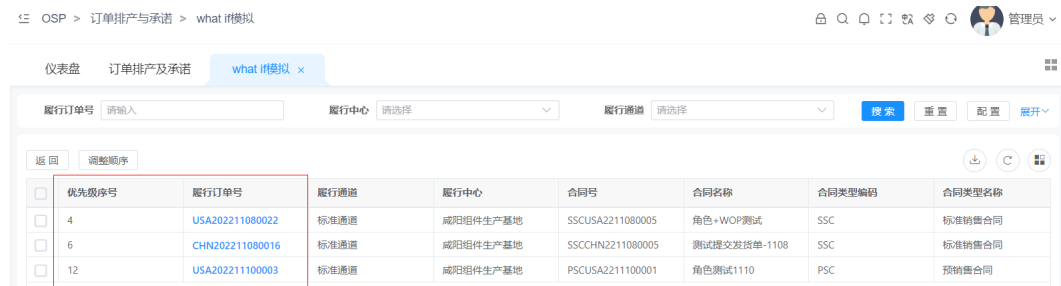 OSP > 订单排产与承诺 > what if模拟 管理员
仪表盘 订单排产及承诺 what if模拟 ×
履行订单号 请输入 履行中心 请选择 履行通道 请选择 搜索 重置 配置 展开
返回 调整顺序
优先级序号 履行订单号 履行通道 履行中心 合同号 合同名称 合同类型编码 合同类型名称
4 USA202211080022 标准通道 咸阳组件生产基地 SSCUSA2211080005 角色+WOP测试 SSC 标准销售合同
6 CHN202211080016 标准通道 咸阳组件生产基地 SSCCHN2211080005 测试提交发货单-1108 SSC 标准销售合同
12 USA202211100003 标准通道 咸阳组件生产基地 PSCUSA2211100001 角色测试1110 PSC 预销售合同